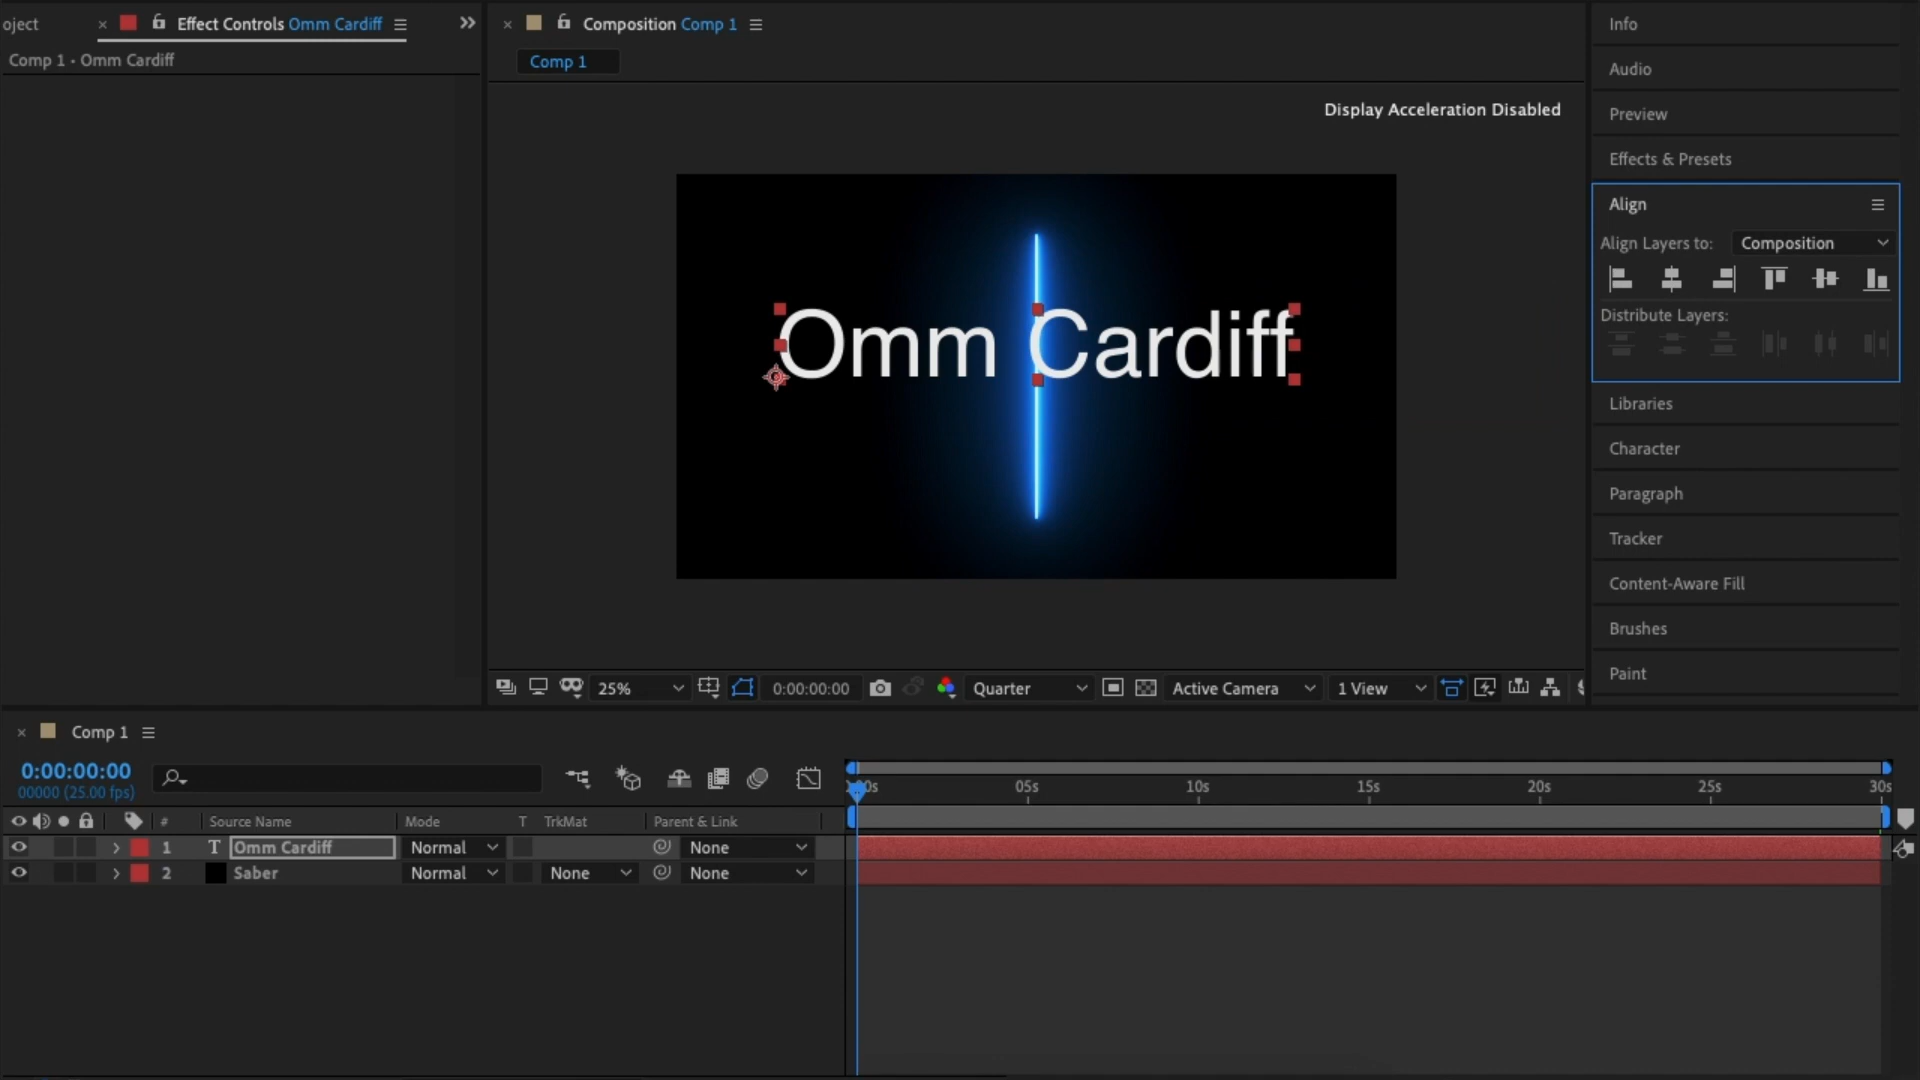 oject
Effect Controls Omm Cardiff
Comp 1 • Omm Cardiff
Composition Comp 1
Comp 1
Display Acceleration Disabled
Omm Cardiff
25%
0:00:00:00
Quarter
Active Camera
1 View
Info
Audio
Preview
Effects & Presets
Align
Align Layers to: Composition
Distribute Layers:
Libraries
Character
Paragraph
Tracker
Content-Aware Fill
Brushes
Paint
Comp 1
0:00:00:00
00000 (25.00 fps)
# Source Name Mode T TrkMat Parent & Link
1 T Omm Cardiff Normal None
2 Saber Normal None None
05s 10s 15s 20s 25s 30s